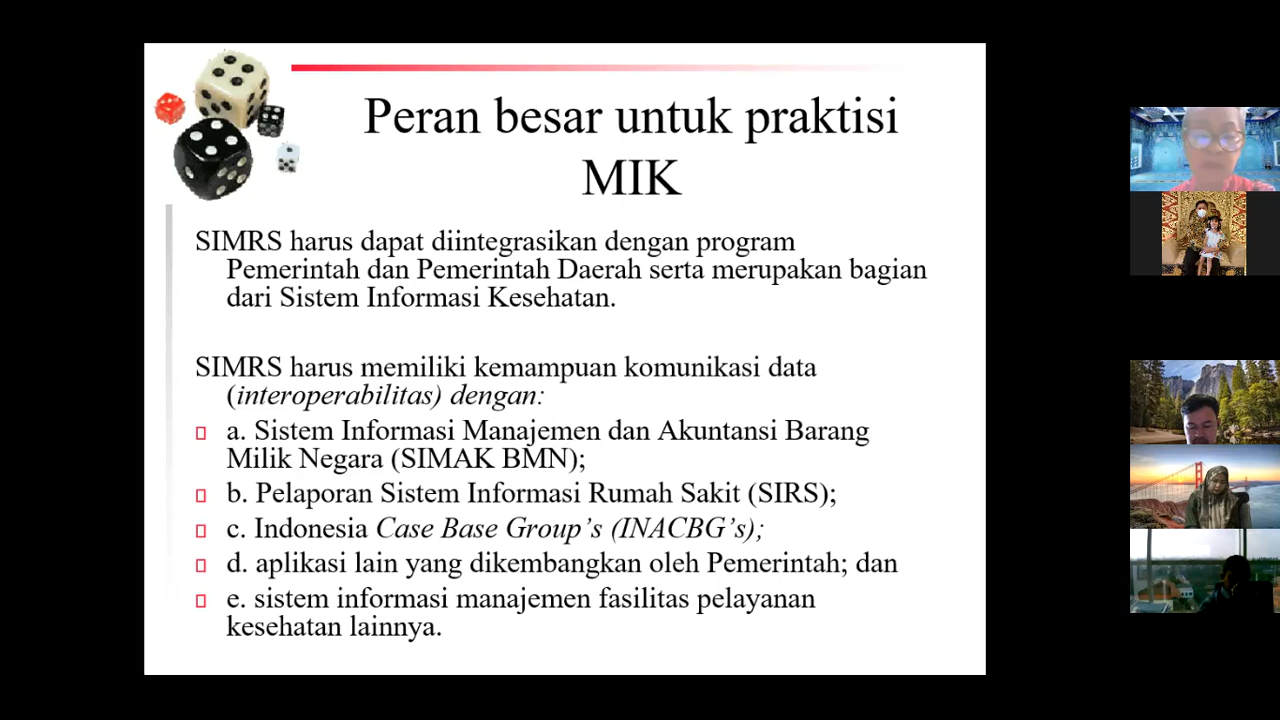 Peran besar untuk praktisi
MIK
SIMRS harus dapat diintegrasikan dengan program
Pemerintah dan Pemerintah Daerah serta merupakan bagian
dari Sistem Informasi Kesehatan.
SIMRS harus memiliki kemampuan komunikasi data
(interoperabilitas) dengan:
a. Sistem Informasi Manajemen dan Akuntansi Barang
Milik Negara (SIMAK BMN);
b. Pelaporan Sistem Informasi Rumah Sakit (SIRS);
c. Indonesia Case Base Group’s (INACBG’s);
d. aplikasi lain yang dikembangkan oleh Pemerintah; dan
e. sistem informasi manajemen fasilitas pelayanan
kesehatan lainnya.